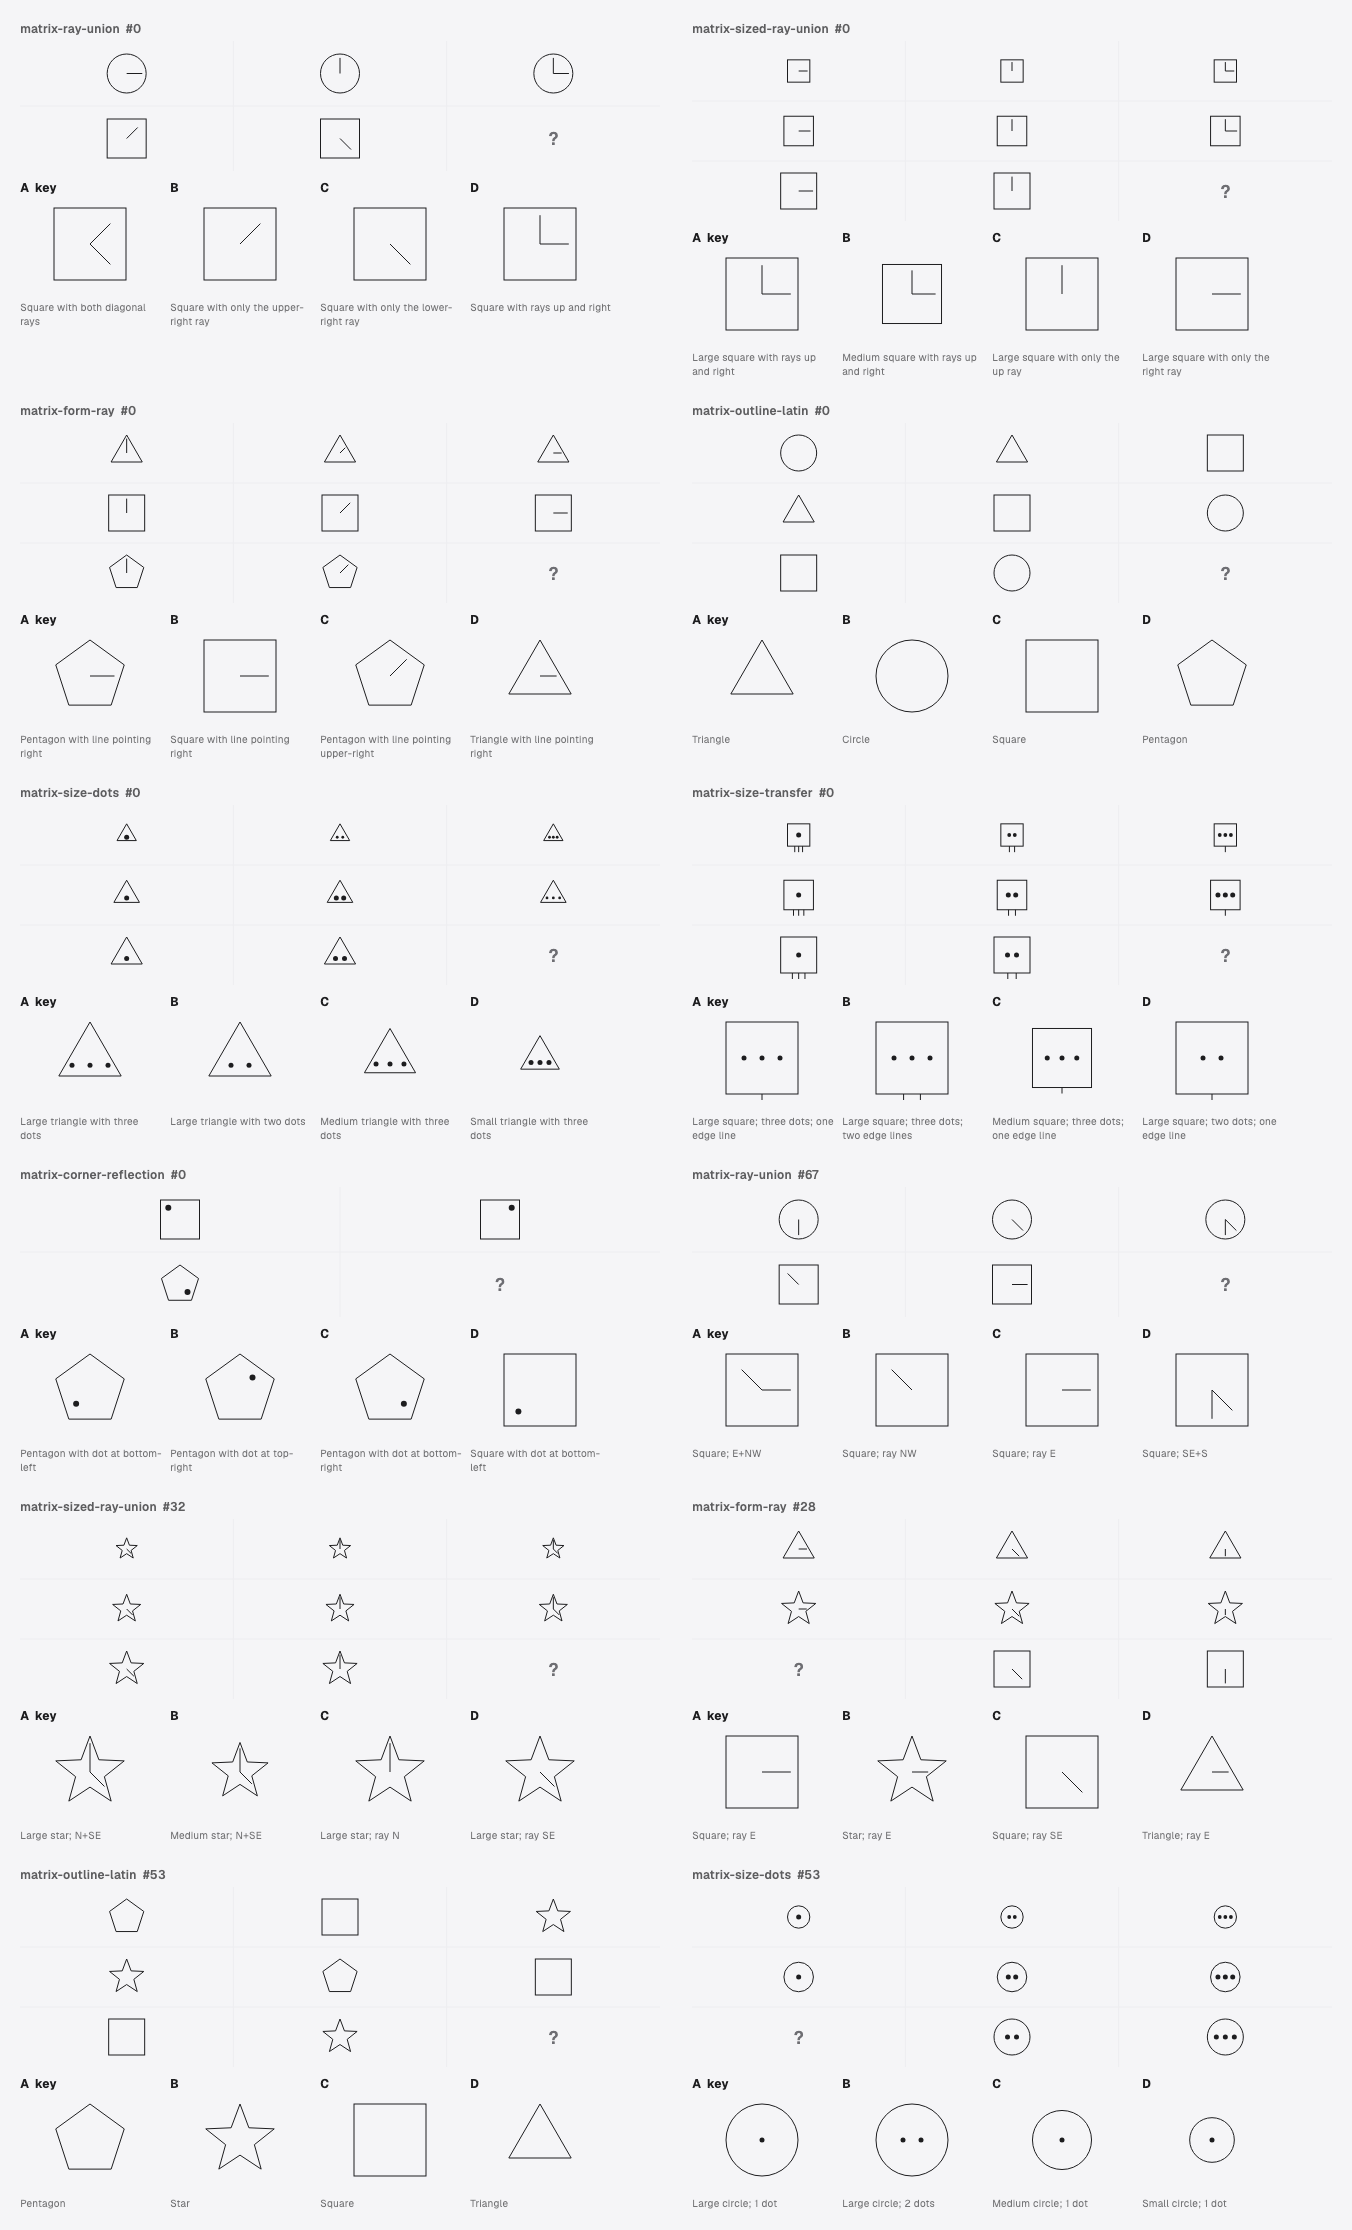 matrix-ray-union #0
?
A key
B
C
D
Square with both diagonal
rays
Square with only the upper-
right ray
Square with only the lower-
right ray
Square with rays up and right
matrix-sized-ray-union #0
?
A key
B
C
D
Large square with rays up
and right
Medium square with rays up
and right
Large square with only the
up ray
Large square with only the
right ray
matrix-form-ray #0
?
A key
B
C
D
Pentagon with line pointing
right
Square with line pointing
right
Pentagon with line pointing
upper-right
Triangle with line pointing
right
matrix-outline-latin #0
?
A key
B
C
D
Triangle
Circle
Square
Pentagon
matrix-size-dots #0
?
A key
B
C
D
Large triangle with three
dots
Large triangle with two dots
Medium triangle with three
dots
Small triangle with three
dots
matrix-size-transfer #0
?
A key
B
C
D
Large square; three dots; one
edge line
Large square; three dots;
two edge lines
Medium square; three dots;
one edge line
Large square; two dots; one
edge line
matrix-corner-reflection #0
?
A key
B
C
D
Pentagon with dot at bottom-
left
Pentagon with dot at top-
right
Pentagon with dot at bottom-
right
Square with dot at bottom-
left
matrix-ray-union #67
?
A key
B
C
D
Square; E+NW
Square; ray NW
Square; ray E
Square; SE+S
matrix-sized-ray-union #32
?
A key
B
C
D
Large star; N+SE
Medium star; N+SE
Large star; ray N
Large star; ray SE
matrix-form-ray #28
?
A key
B
C
D
Square; ray E
Star; ray E
Square; ray SE
Triangle; ray E
matrix-outline-latin #53
?
A key
B
C
D
Pentagon
Star
Square
Triangle
matrix-size-dots #53
?
A key
B
C
D
Large circle; 1 dot
Large circle; 2 dots
Medium circle; 1 dot
Small circle; 1 dot